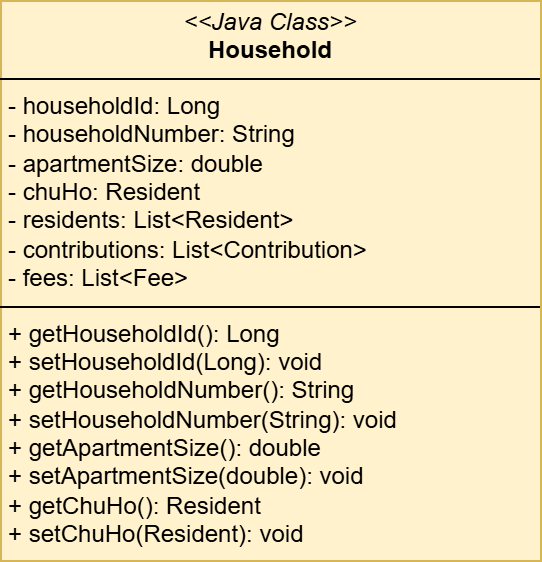 <<Java Class>>
Household
- householdId: Long
- householdNumber: String
- apartmentSize: double
- chuHo: Resident
- residents: List<Resident>
- contributions: List<Contribution>
- fees: List<Fee>
+ getHouseholdId(): Long
+ setHouseholdId(Long): void
+ getHouseholdNumber(): String
+ setHouseholdNumber(String): void
+ getApartmentSize(): double
+ setApartmentSize(double): void
+ getChuHo(): Resident
+ setChuHo(Resident): void